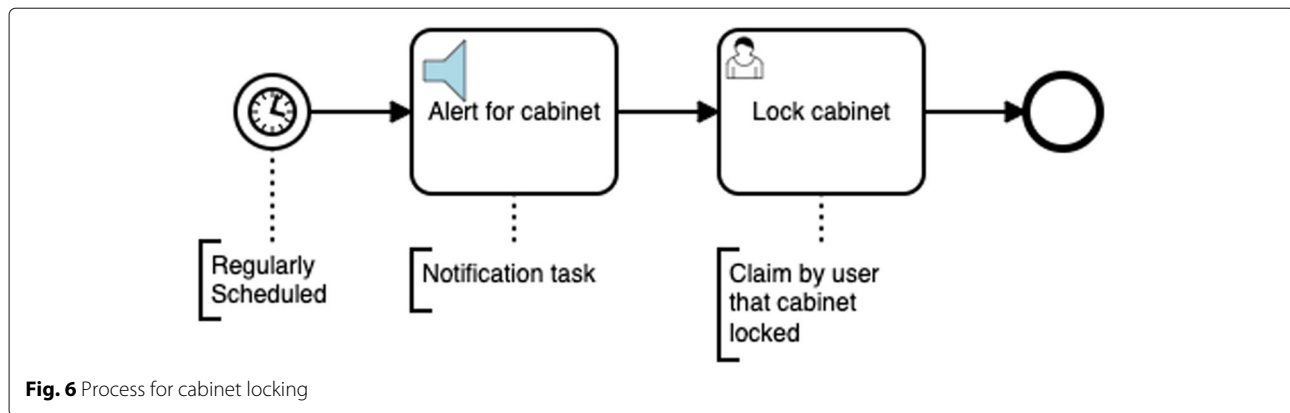 Alert for cabinet
Lock cabinet
Regularly
Scheduled
Notification task
Claim by user
that cabinet
locked
Fig. 6 Process for cabinet locking